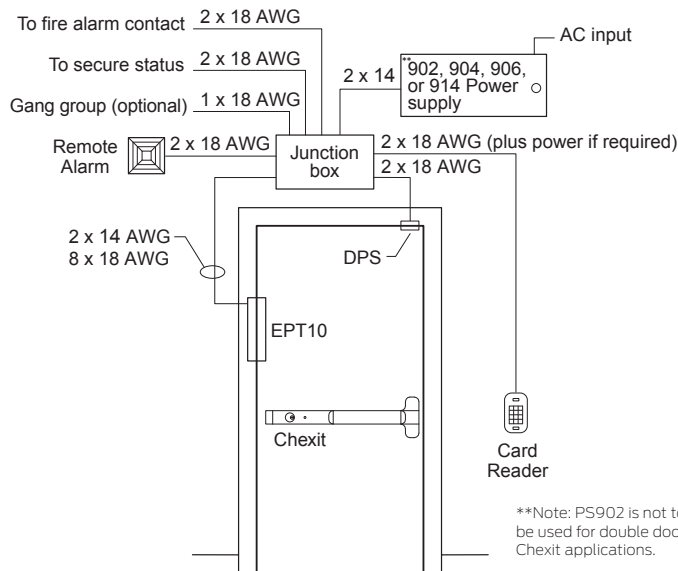 To fire alarm contact 2 x 18 AWG
To secure status 2 x 18 AWG
Gang group (optional) 1 x 18 AWG
Remote
Alarm
2 x 18 AWG
Junction
box
2 x 14
**902, 904, 906,
or 914 Power
supply
AC input
2 x 18 AWG (plus power if required)
2 x 18 AWG
2 x 14 AWG
8 x 18 AWG
DPS
EPT10
Chexit
Card
Reader
**Note: PS902 is not to
be used for double door
Chexit applications.